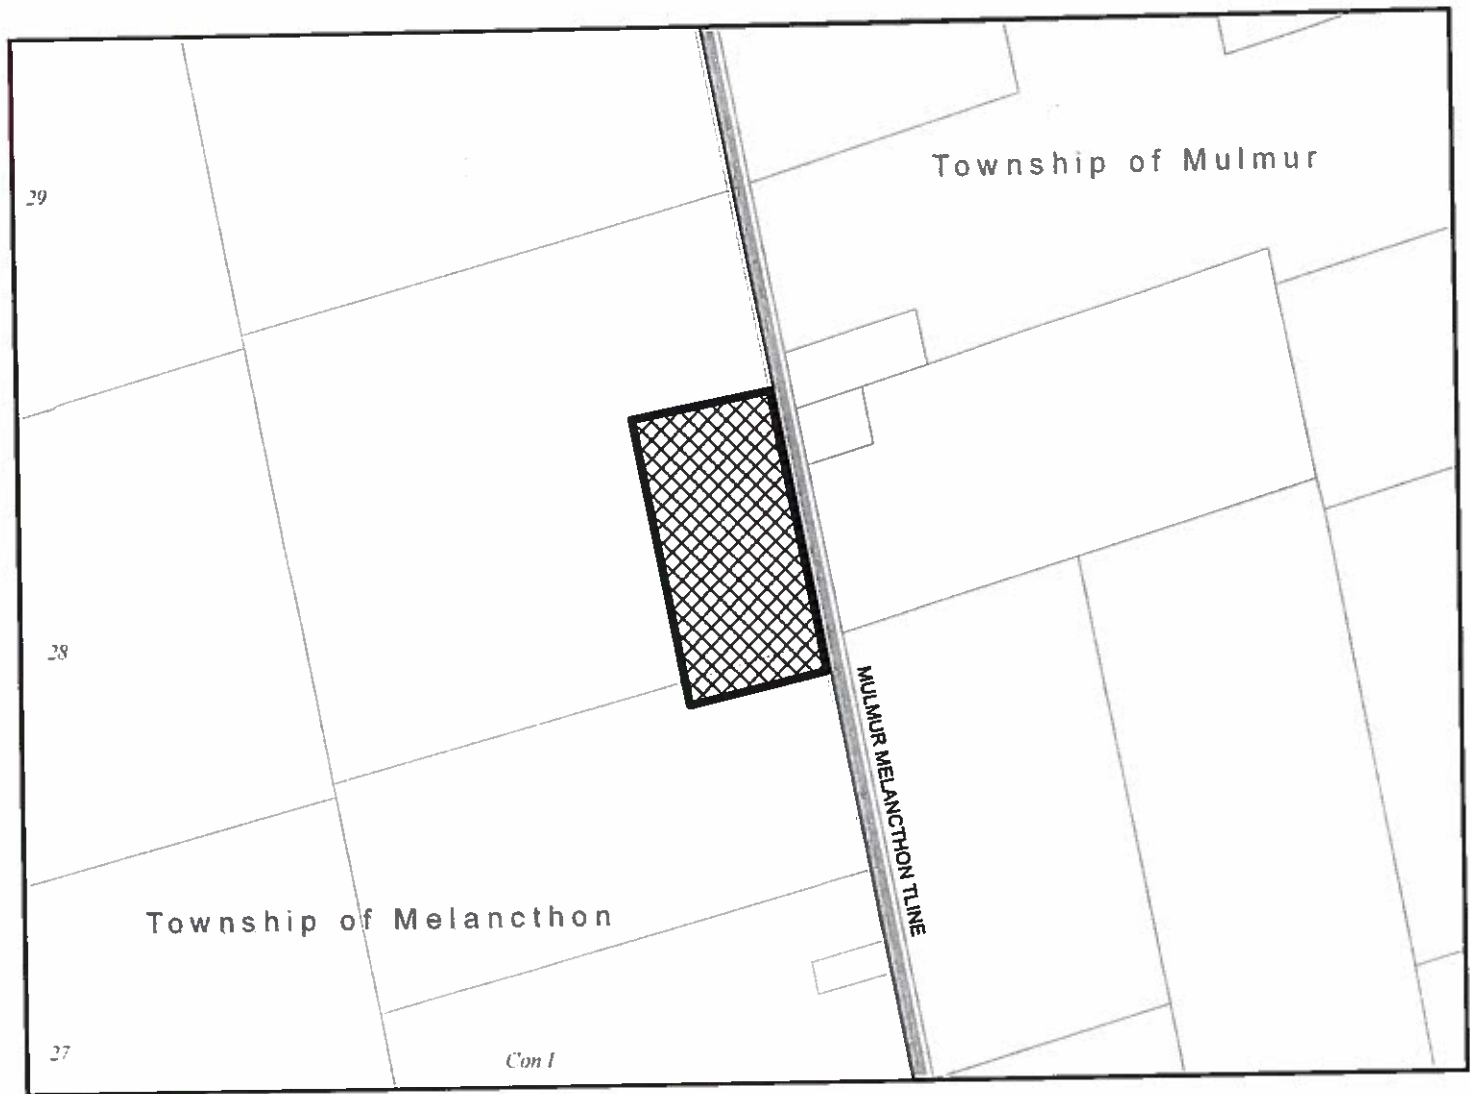 Township of Mulmur
29
28
MULMUR MELANCTHON TLINE
Township of Melancthon
27
Con I